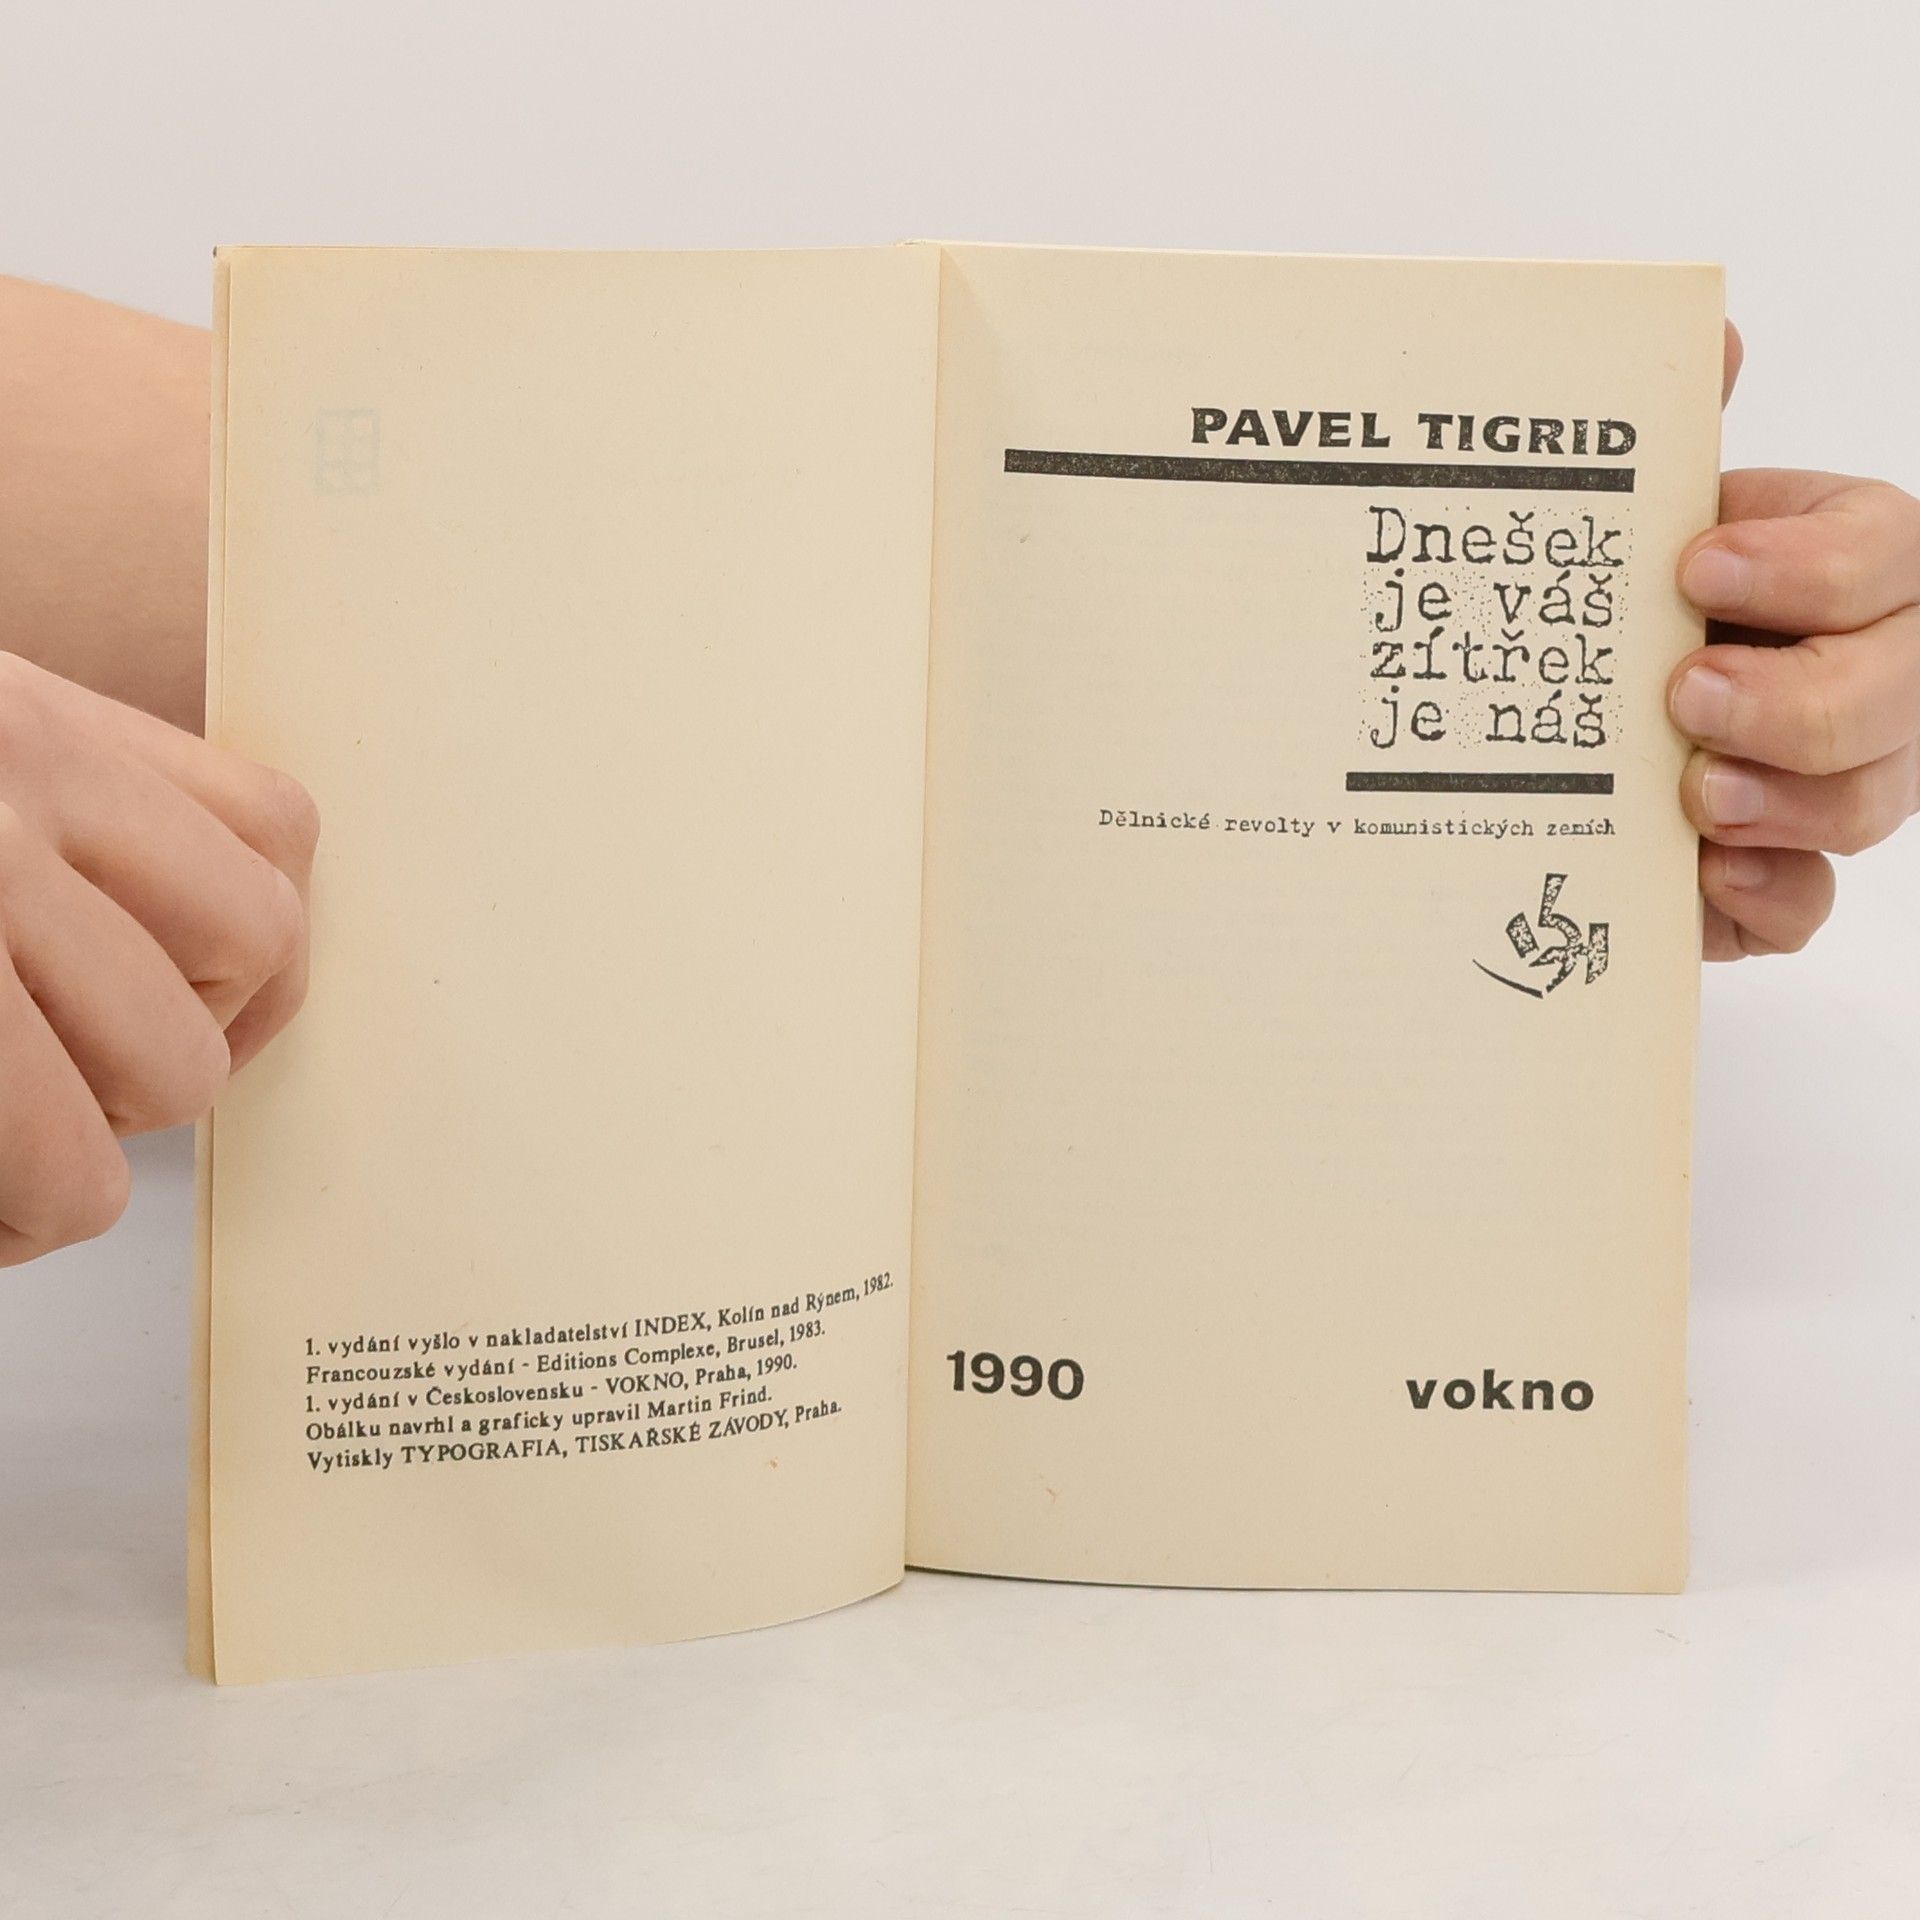 1. vydání vyšlo v nakladatelství INDEX, Kolín nad Rýnem, 1982.
Francouzské vydání - Editions Complexe, Brusel, 1983.
1. vydání v Československu - VOKNO, Praha, 1990.
Obálku navrhl a graficky upravil Martin Frind.
Vytiskly TYPOGRAFIA, TISKAŘSKÉ ZÁVODY, Praha.
PAVEL TIGRID
Dnešek
je váš
zítřek
je náš
Dělnické revolty v komunistických zemích
1990 vokno